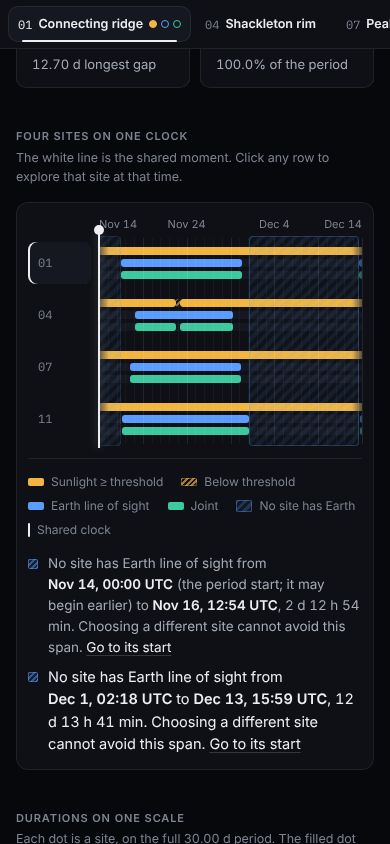 01 Connecting ridge
04 Shackleton rim
07 Pea
12.70 d longest gap
100.0% of the period
FOUR SITES ON ONE CLOCK
The white line is the shared moment. Click any row to
explore that site at that time.
Nov 14 Nov 24 Dec 4 Dec 14
01
04
07
11
Sunlight ≥ threshold
Below threshold
Earth line of sight
Joint
No site has Earth
Shared clock
No site has Earth line of sight from
Nov 14, 00:00 UTC (the period start; it may
begin earlier) to Nov 16, 12:54 UTC, 2 d 12 h 54
min. Choosing a different site cannot avoid this
span. Go to its start
No site has Earth line of sight from
Dec 1, 02:18 UTC to Dec 13, 15:59 UTC, 12
d 13 h 41 min. Choosing a different site
cannot avoid this span. Go to its start
DURATIONS ON ONE SCALE
Each dot is a site, on the full 30.00 d period. The filled dot